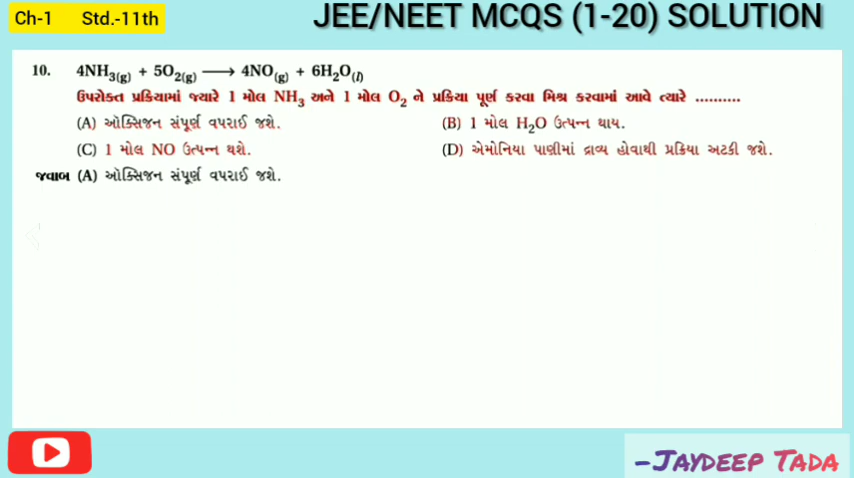 Ch-1 Std.-11th
JEE/NEET MCQS (1-20) SOLUTION
10. 4NH₃(g) + 5O₂(g) ⟶ 4NO(g) + 6H₂O(l)
ઉપરોક્ત પ્રક્રિયામાં જ્યારે 1 મોલ NH₃ અને 1 મોલ O₂ ને પ્રક્રિયા પૂર્ણ કરવા મિશ્ર કરવામાં આવે ત્યારે ..........
(A) ઑક્સિજન સંપૂર્ણ વપરાઈ જશે. (B) 1 મોલ H₂O ઉત્પન્ન થાય.
(C) 1 મોલ NO ઉત્પન્ન થશે. (D) એમોનિયા પાણીમાં દ્રાવ્ય હોવાથી પ્રક્રિયા અટકી જશે.
જવાબ (A) ઑક્સિજન સંપૂર્ણ વપરાઈ જશે.
-JAYDEEP TADA